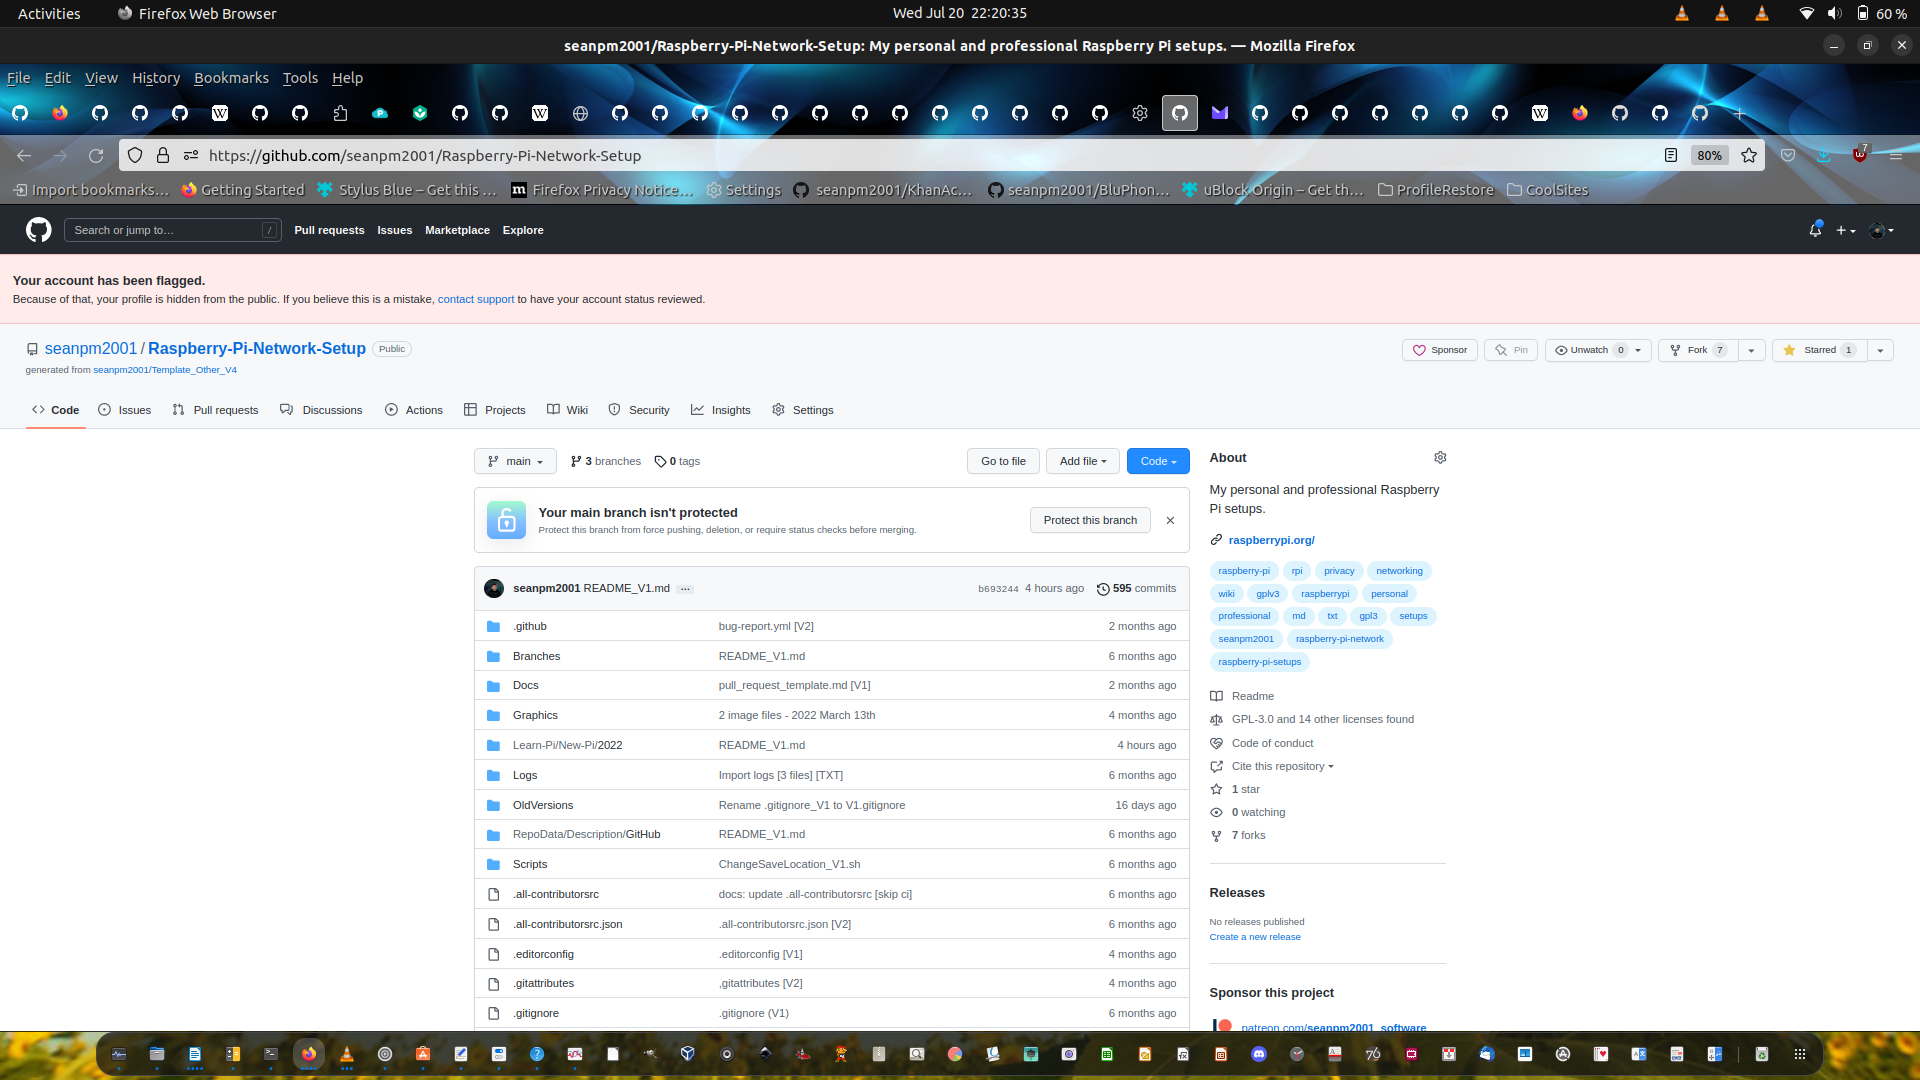 Activities
Firefox Web Browser
Wed Jul 20 22:20:35
60 %
seanpm2001/Raspberry-Pi-Network-Setup: My personal and professional Raspberry Pi setups. — Mozilla Firefox
File Edit View History Bookmarks Tools Help
https://github.com/seanpm2001/Raspberry-Pi-Network-Setup
80%
7
Import bookmarks…
Getting Started
Stylus Blue – Get this …
Firefox Privacy Notice…
Settings
seanpm2001/KhanAc…
seanpm2001/BluPhon…
uBlock Origin – Get th…
ProfileRestore
CoolSites
Search or jump to… /
Pull requests Issues Marketplace Explore
Your account has been flagged.
Because of that, your profile is hidden from the public. If you believe this is a mistake, contact support to have your account status reviewed.
seanpm2001 / Raspberry-Pi-Network-Setup Public
generated from seanpm2001/Template_Other_V4
Sponsor
Pin
Unwatch 0
Fork 7
Starred 1
Code
Issues
Pull requests
Discussions
Actions
Projects
Wiki
Security
Insights
Settings
main
3 branches
0 tags
Go to file
Add file
Code
Your main branch isn't protected
Protect this branch from force pushing, deletion, or require status checks before merging.
Protect this branch
seanpm2001 README_V1.md ...
b693244 4 hours ago
595 commits
.github bug-report.yml [V2] 2 months ago
Branches README_V1.md 6 months ago
Docs pull_request_template.md [V1] 2 months ago
Graphics 2 image files - 2022 March 13th 4 months ago
Learn-Pi/New-Pi/2022 README_V1.md 4 hours ago
Logs Import logs [3 files] [TXT] 6 months ago
OldVersions Rename .gitignore_V1 to V1.gitignore 16 days ago
RepoData/Description/GitHub README_V1.md 6 months ago
Scripts ChangeSaveLocation_V1.sh 6 months ago
.all-contributorsrc docs: update .all-contributorsrc [skip ci] 6 months ago
.all-contributorsrc.json .all-contributorsrc.json [V2] 6 months ago
.editorconfig .editorconfig [V1] 4 months ago
.gitattributes ,gitattributes [V2] 4 months ago
.gitignore .gitignore (V1) 6 months ago
About
My personal and professional Raspberry
Pi setups.
raspberrypi.org/
raspberry-pi rpi privacy networking
wiki gplv3 raspberrypi personal
professional md txt gpl3 setups
seanpm2001 raspberry-pi-network
raspberry-pi-setups
Readme
GPL-3.0 and 14 other licenses found
Code of conduct
Cite this repository
1 star
0 watching
7 forks
Releases
No releases published
Create a new release
Sponsor this project
patreon.com/seanpm2001_software